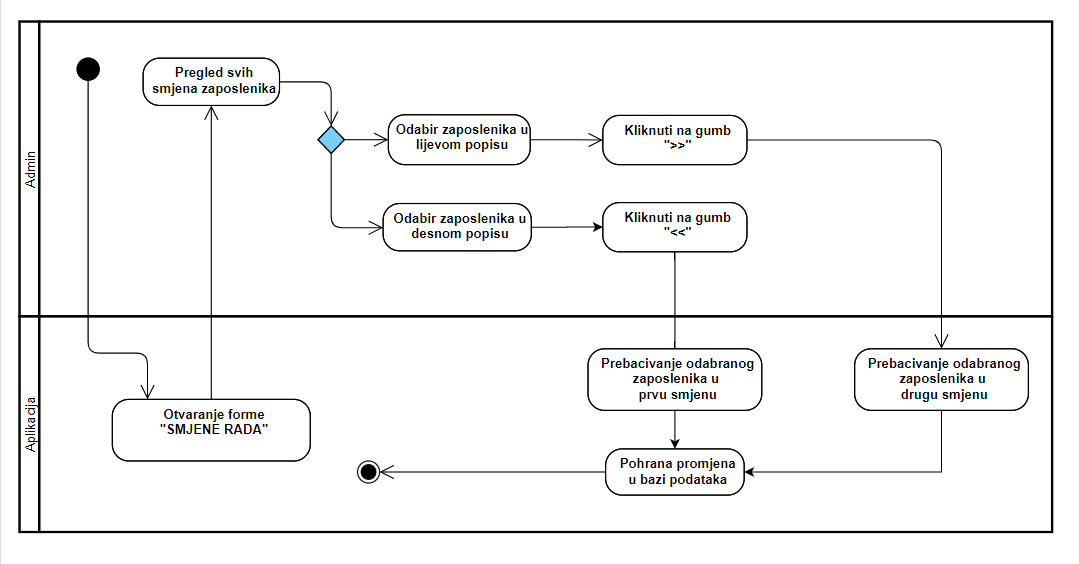 Admin
Pregled svih
smjena zaposlenika
Odabir zaposlenika u
lijevom popisu
Kliknuti na gumb
">>"
Odabir zaposlenika u
desnom popisu
Kliknuti na gumb
"<<"
Aplikacija
Otvaranje forme
"SMJENE RADA"
Prebacivanje odabranog
zaposlenika u
prvu smjenu
Prebacivanje odabranog
zaposlenika u
drugu smjenu
Pohrana promjena
u bazi podataka